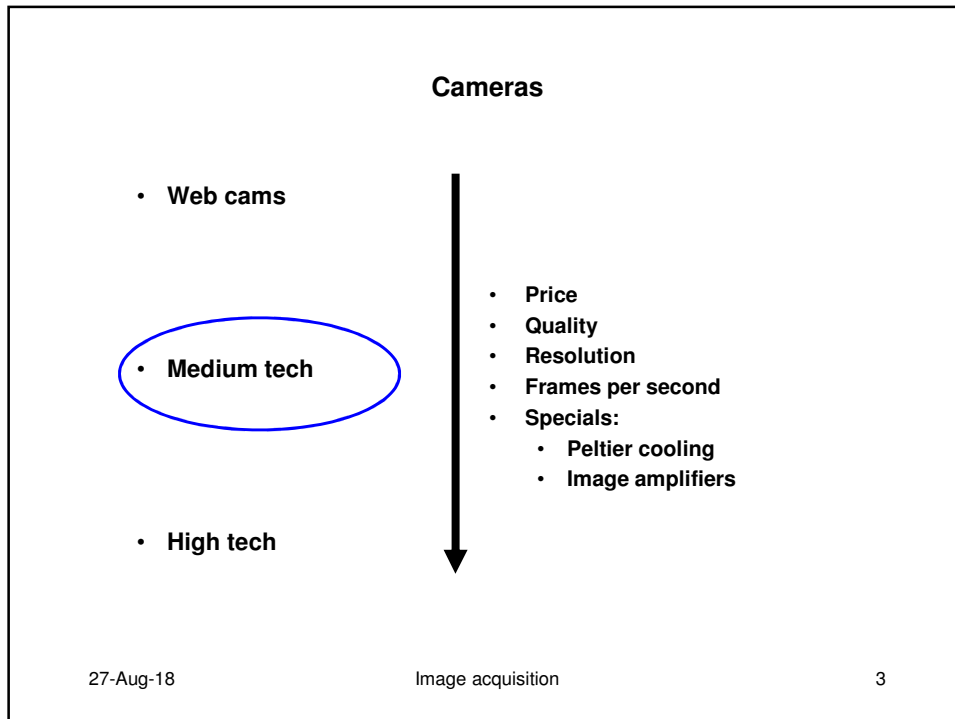 Cameras
• Web cams
• Medium tech
• High tech
• Price
• Quality
• Resolution
• Frames per second
• Specials:
• Peltier cooling
• Image amplifiers
27-Aug-18 Image acquisition 3